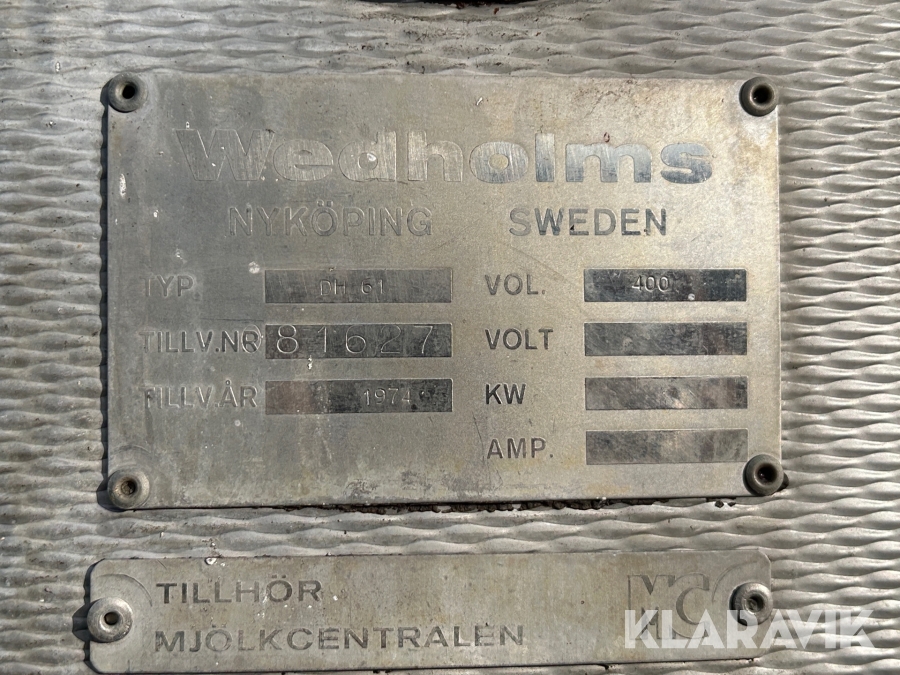 Wedholms
NYKÖPING SWEDEN
TYP. DH 61 VOL. 400
TILLV.NR 81627 VOLT
TILLV.ÅR 1974 KW
AMP.
TILLHÖR
MJÖLKCENTRALEN
KLARAVIK